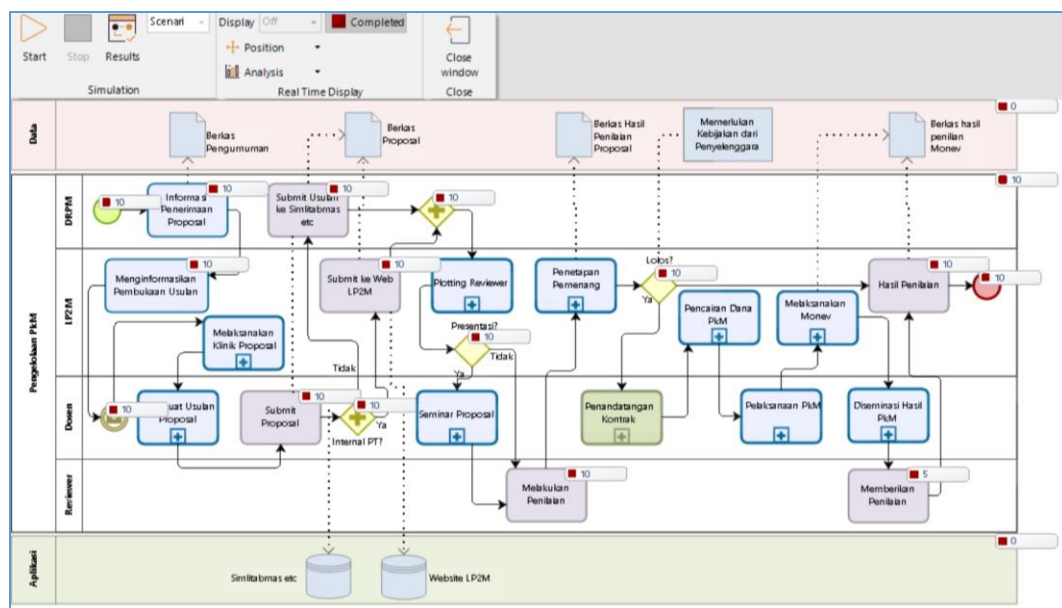 Scenari
Display
Off
Completed
Position
Analysis
Start
Stop
Results
Close
window
Simulation
Real Time Display
Close
Data
Berkas
Pengumuman
Berkas
Proposal
Berkas Hasil
Penilaian
Proposal
Memerlukan
Kebijakan dari
Penyelenggara
Berkas hasil
penilian
Monev
0
Pengelolaan PkM
DRPM
10
10
Informasi
Penerimaan
Proposal
10
Submit Usulan
ke Simlitabmas
etc
10
10
LP2M
Menginformasikan
Pembukaan Usulan
10
Submit ke Web
LP2M
10
Plotting Reviewer
Penetapan
Pemenang
Lolos?
10
Ya
Hasil Penilaian
10
10
Melaksanakan
Klinik Proposal
Presentasi?
10
Tidak
Ya
Pencairan Dana
PkM
Melaksanakan
Monev
Tidak
Dosen
10
uat Usulan
Proposal
10
Submit
Proposal
10
10
Ya
Internal PT?
Seminar Proposal
10
Penandatangan
Kontrak
Pelaksanaan PkM
Diseminasi Hasil
PkM
Reviewer
Melakukan
Penilaian
10
Memberikan
Penilaian
5
Aplikasi
Simlitabmas etc
Website LP2M
0